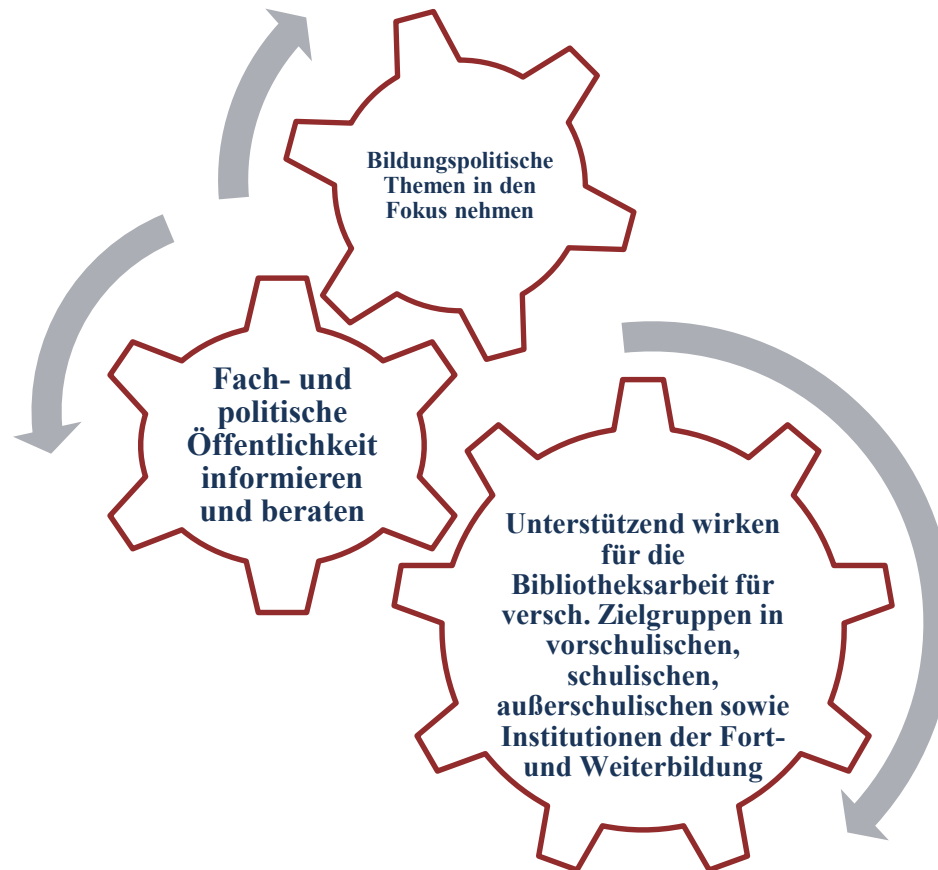 Bildungspolitische
Themen in den
Fokus nehmen
Fach- und
politische
Öffentlichkeit
informieren
und beraten
Unterstützend wirken
für die
Bibliotheksarbeit für
versch. Zielgruppen in
vorschulischen,
schulischen,
außerschulischen sowie
Institutionen der Fort-
und Weiterbildung